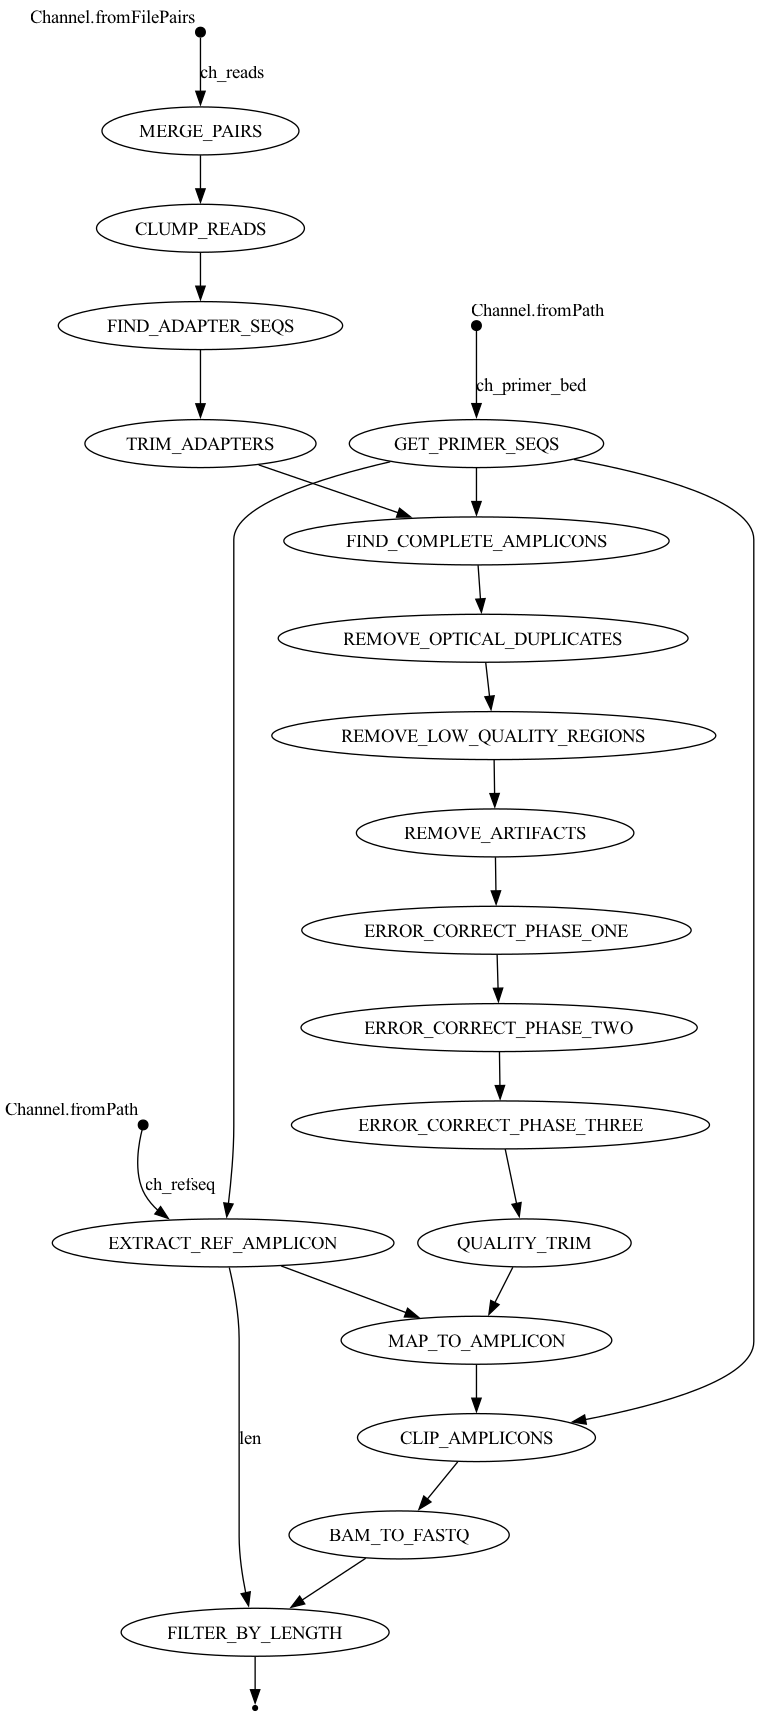 Channel.fromFilePairs
ch_reads
MERGE_PAIRS
CLUMP_READS
FIND_ADAPTER_SEQS
Channel.fromPath
ch_primer_bed
TRIM_ADAPTERS
GET_PRIMER_SEQS
FIND_COMPLETE_AMPLICONS
REMOVE_OPTICAL_DUPLICATES
REMOVE_LOW_QUALITY_REGIONS
REMOVE_ARTIFACTS
ERROR_CORRECT_PHASE_ONE
ERROR_CORRECT_PHASE_TWO
Channel.fromPath
ERROR_CORRECT_PHASE_THREE
ch_refseq
EXTRACT_REF_AMPLICON
QUALITY_TRIM
MAP_TO_AMPLICON
CLIP_AMPLICONS
len
BAM_TO_FASTQ
FILTER_BY_LENGTH